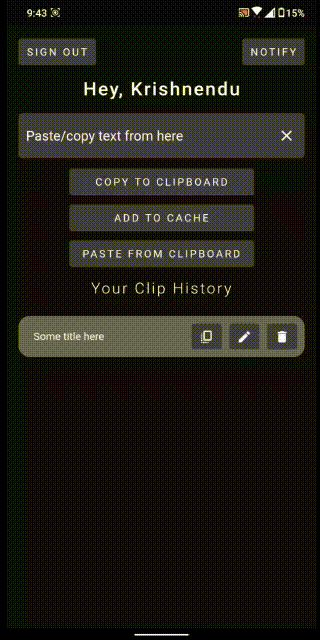 9:43 15%
SIGN OUT NOTIFY
Hey, Krishnendu
Paste/copy text from here
COPY TO CLIPBOARD
ADD TO CACHE
PASTE FROM CLIPBOARD
Your Clip History
Some title here